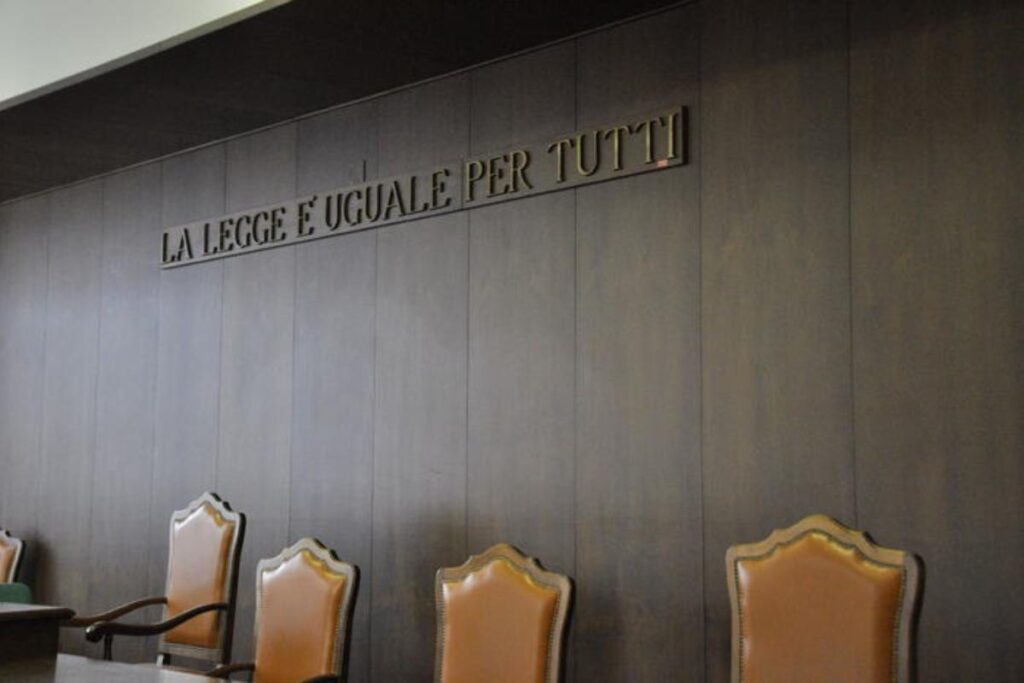 LA LEGGE E' UGUALE PER TUTTI